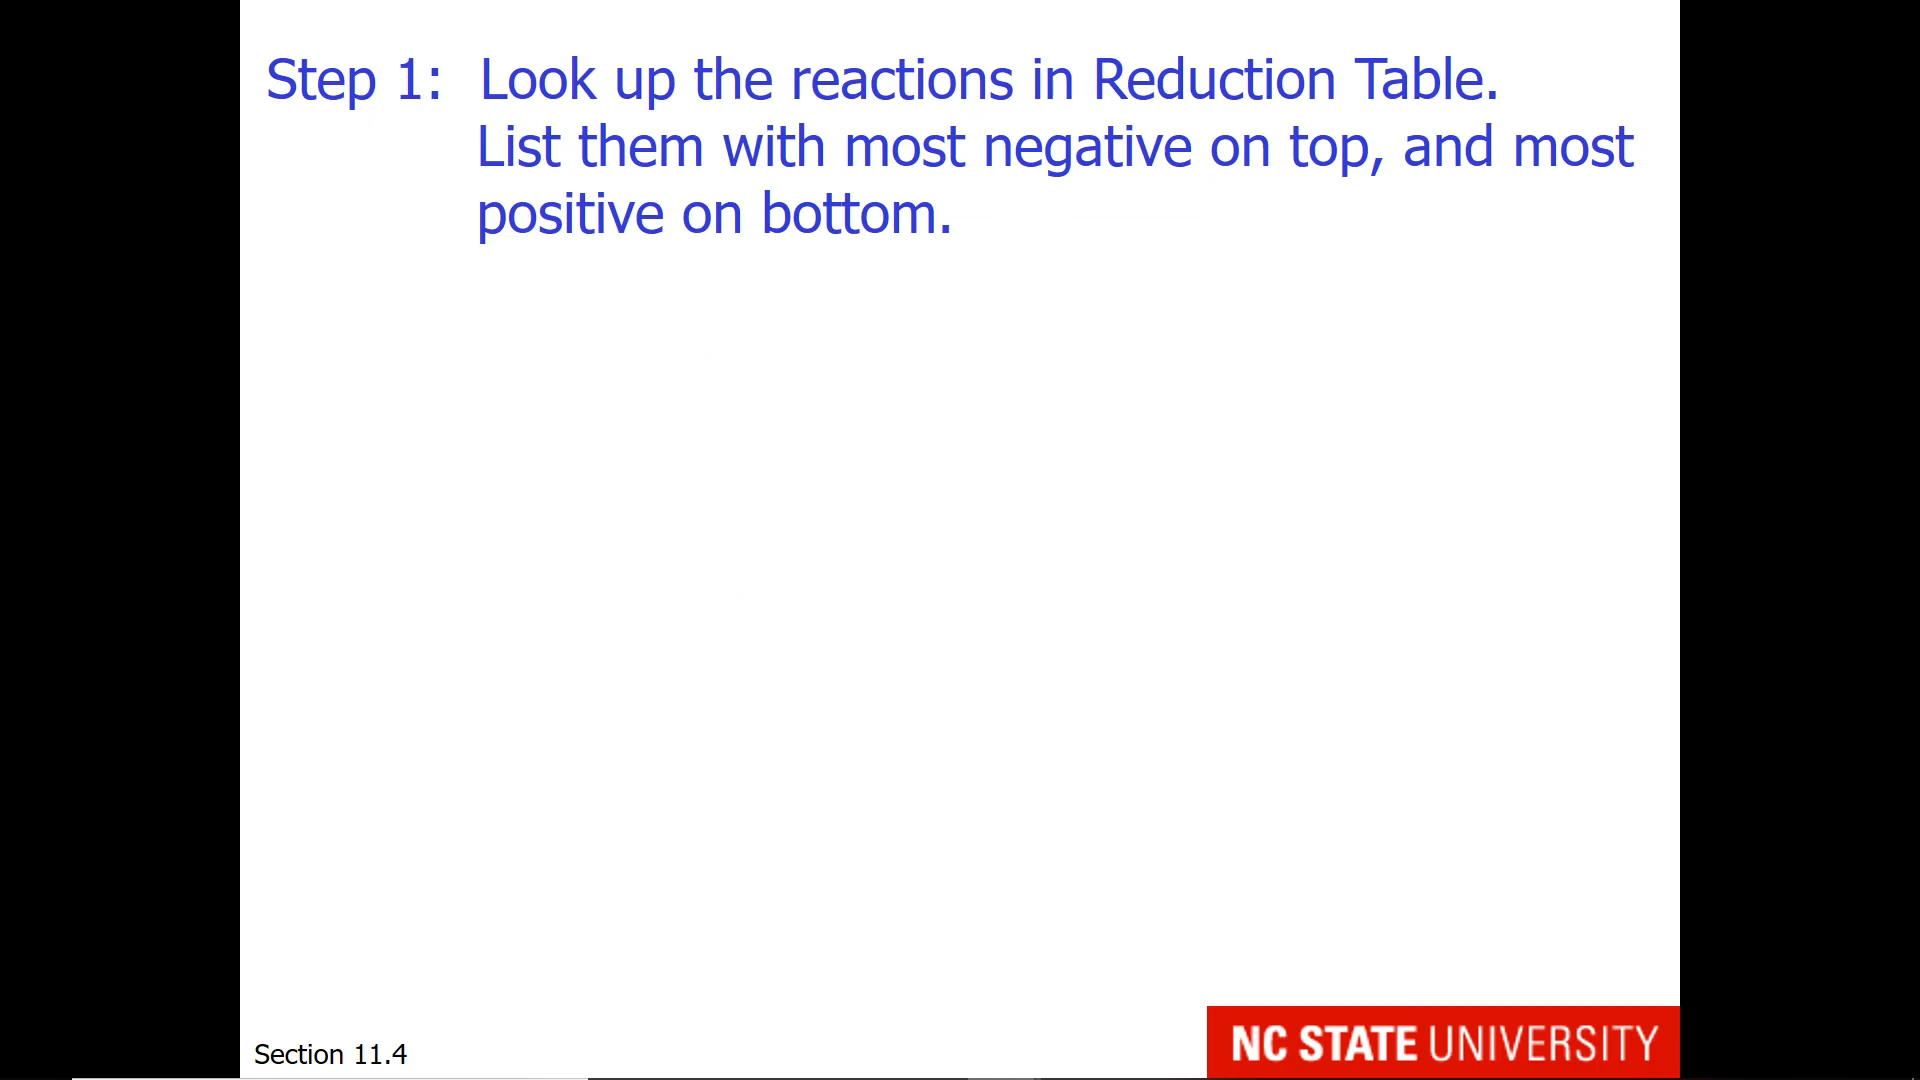 Step 1: Look up the reactions in Reduction Table.
List them with most negative on top, and most
positive on bottom.
Section 11.4
NC STATE UNIVERSITY